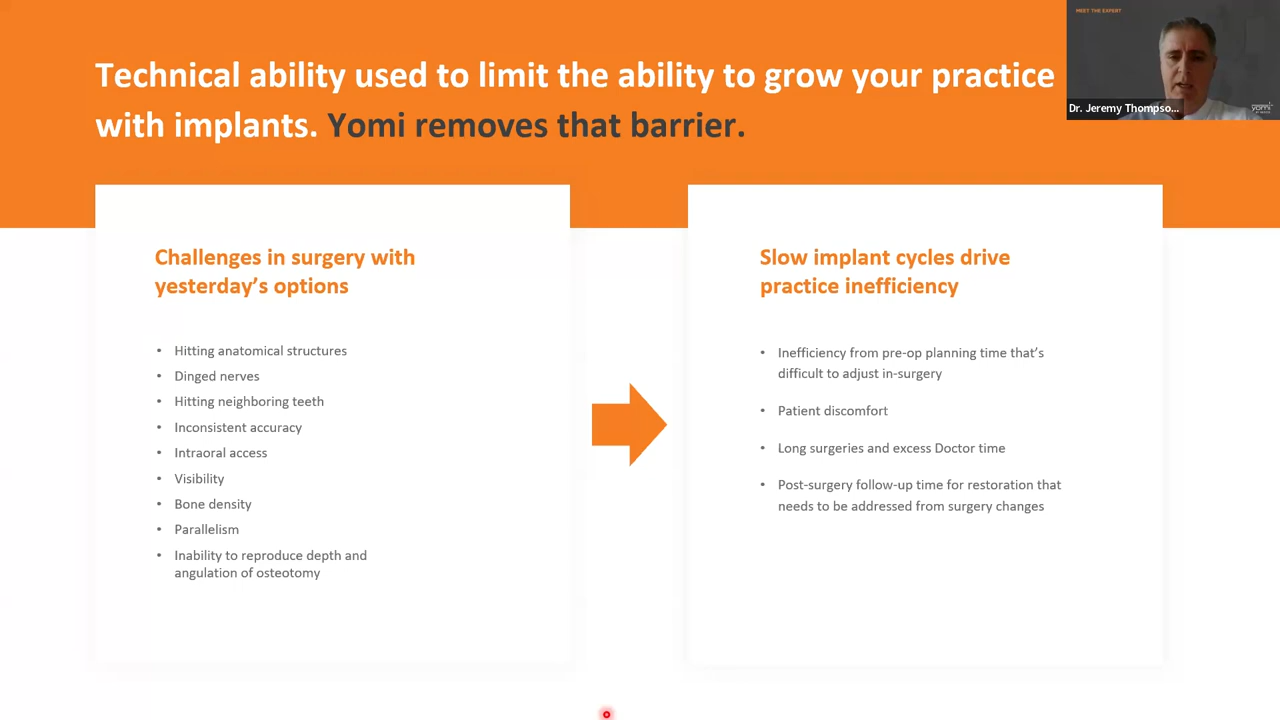 Technical ability used to limit the ability to grow your practice
with implants. Yomi removes that barrier.
MEET THE EXPERT
Dr. Jeremy Thompso...
yomi
Challenges in surgery with
yesterday's options
• Hitting anatomical structures
• Dinged nerves
• Hitting neighboring teeth
• Inconsistent accuracy
• Intraoral access
• Visibility
• Bone density
• Parallelism
• Inability to reproduce depth and
angulation of osteotomy
Slow implant cycles drive
practice inefficiency
• Inefficiency from pre-op planning time that's
difficult to adjust in-surgery
• Patient discomfort
• Long surgeries and excess Doctor time
• Post-surgery follow-up time for restoration that
needs to be addressed from surgery changes